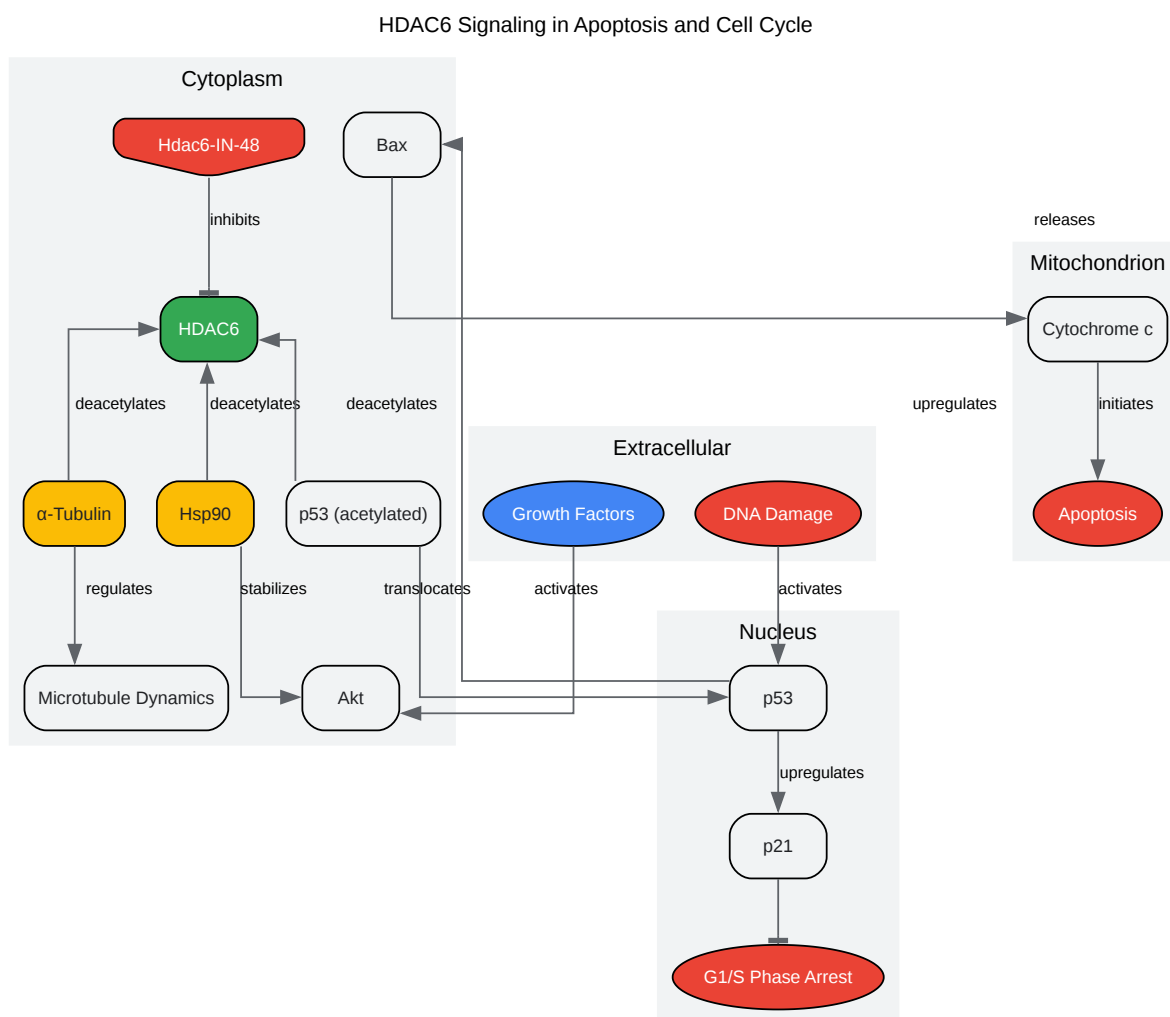 HDAC6 Signaling in Apoptosis and Cell Cycle
Cytoplasm
Hdac6-IN-48
Bax
inhibits
releases
Mitochondrion
HDAC6
Cytochrome c
deacetylates
deacetylates
deacetylates
upregulates
initiates
Extracellular
α-Tubulin
Hsp90
p53 (acetylated)
Growth Factors
DNA Damage
Apoptosis
regulates
stabilizes
translocates
activates
activates
Nucleus
Microtubule Dynamics
Akt
p53
upregulates
p21
G1/S Phase Arrest